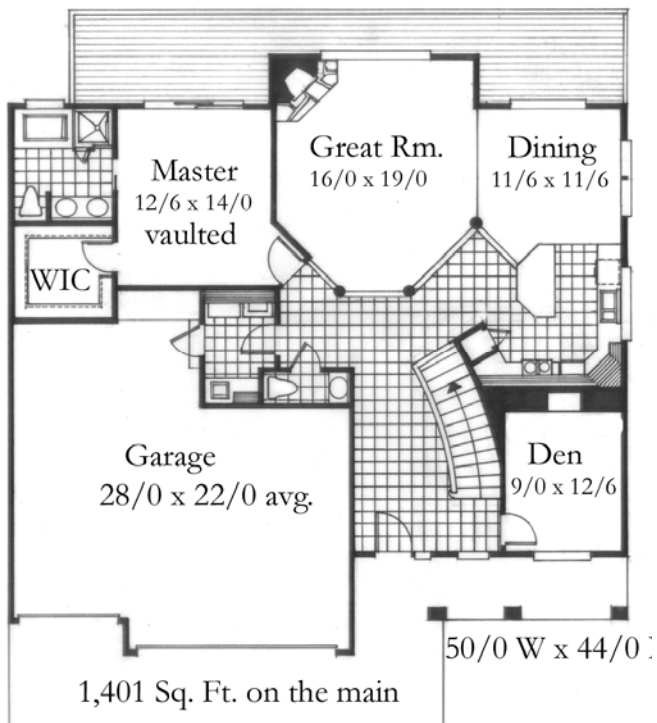 Master
12/6 x 14/0
vaulted
Great Rm.
16/0 x 19/0
Dining
11/6 x 11/6
WIC
Garage
28/0 x 22/0 avg.
Den
9/0 x 12/6
50/0 W x 44/0
1,401 Sq. Ft. on the main